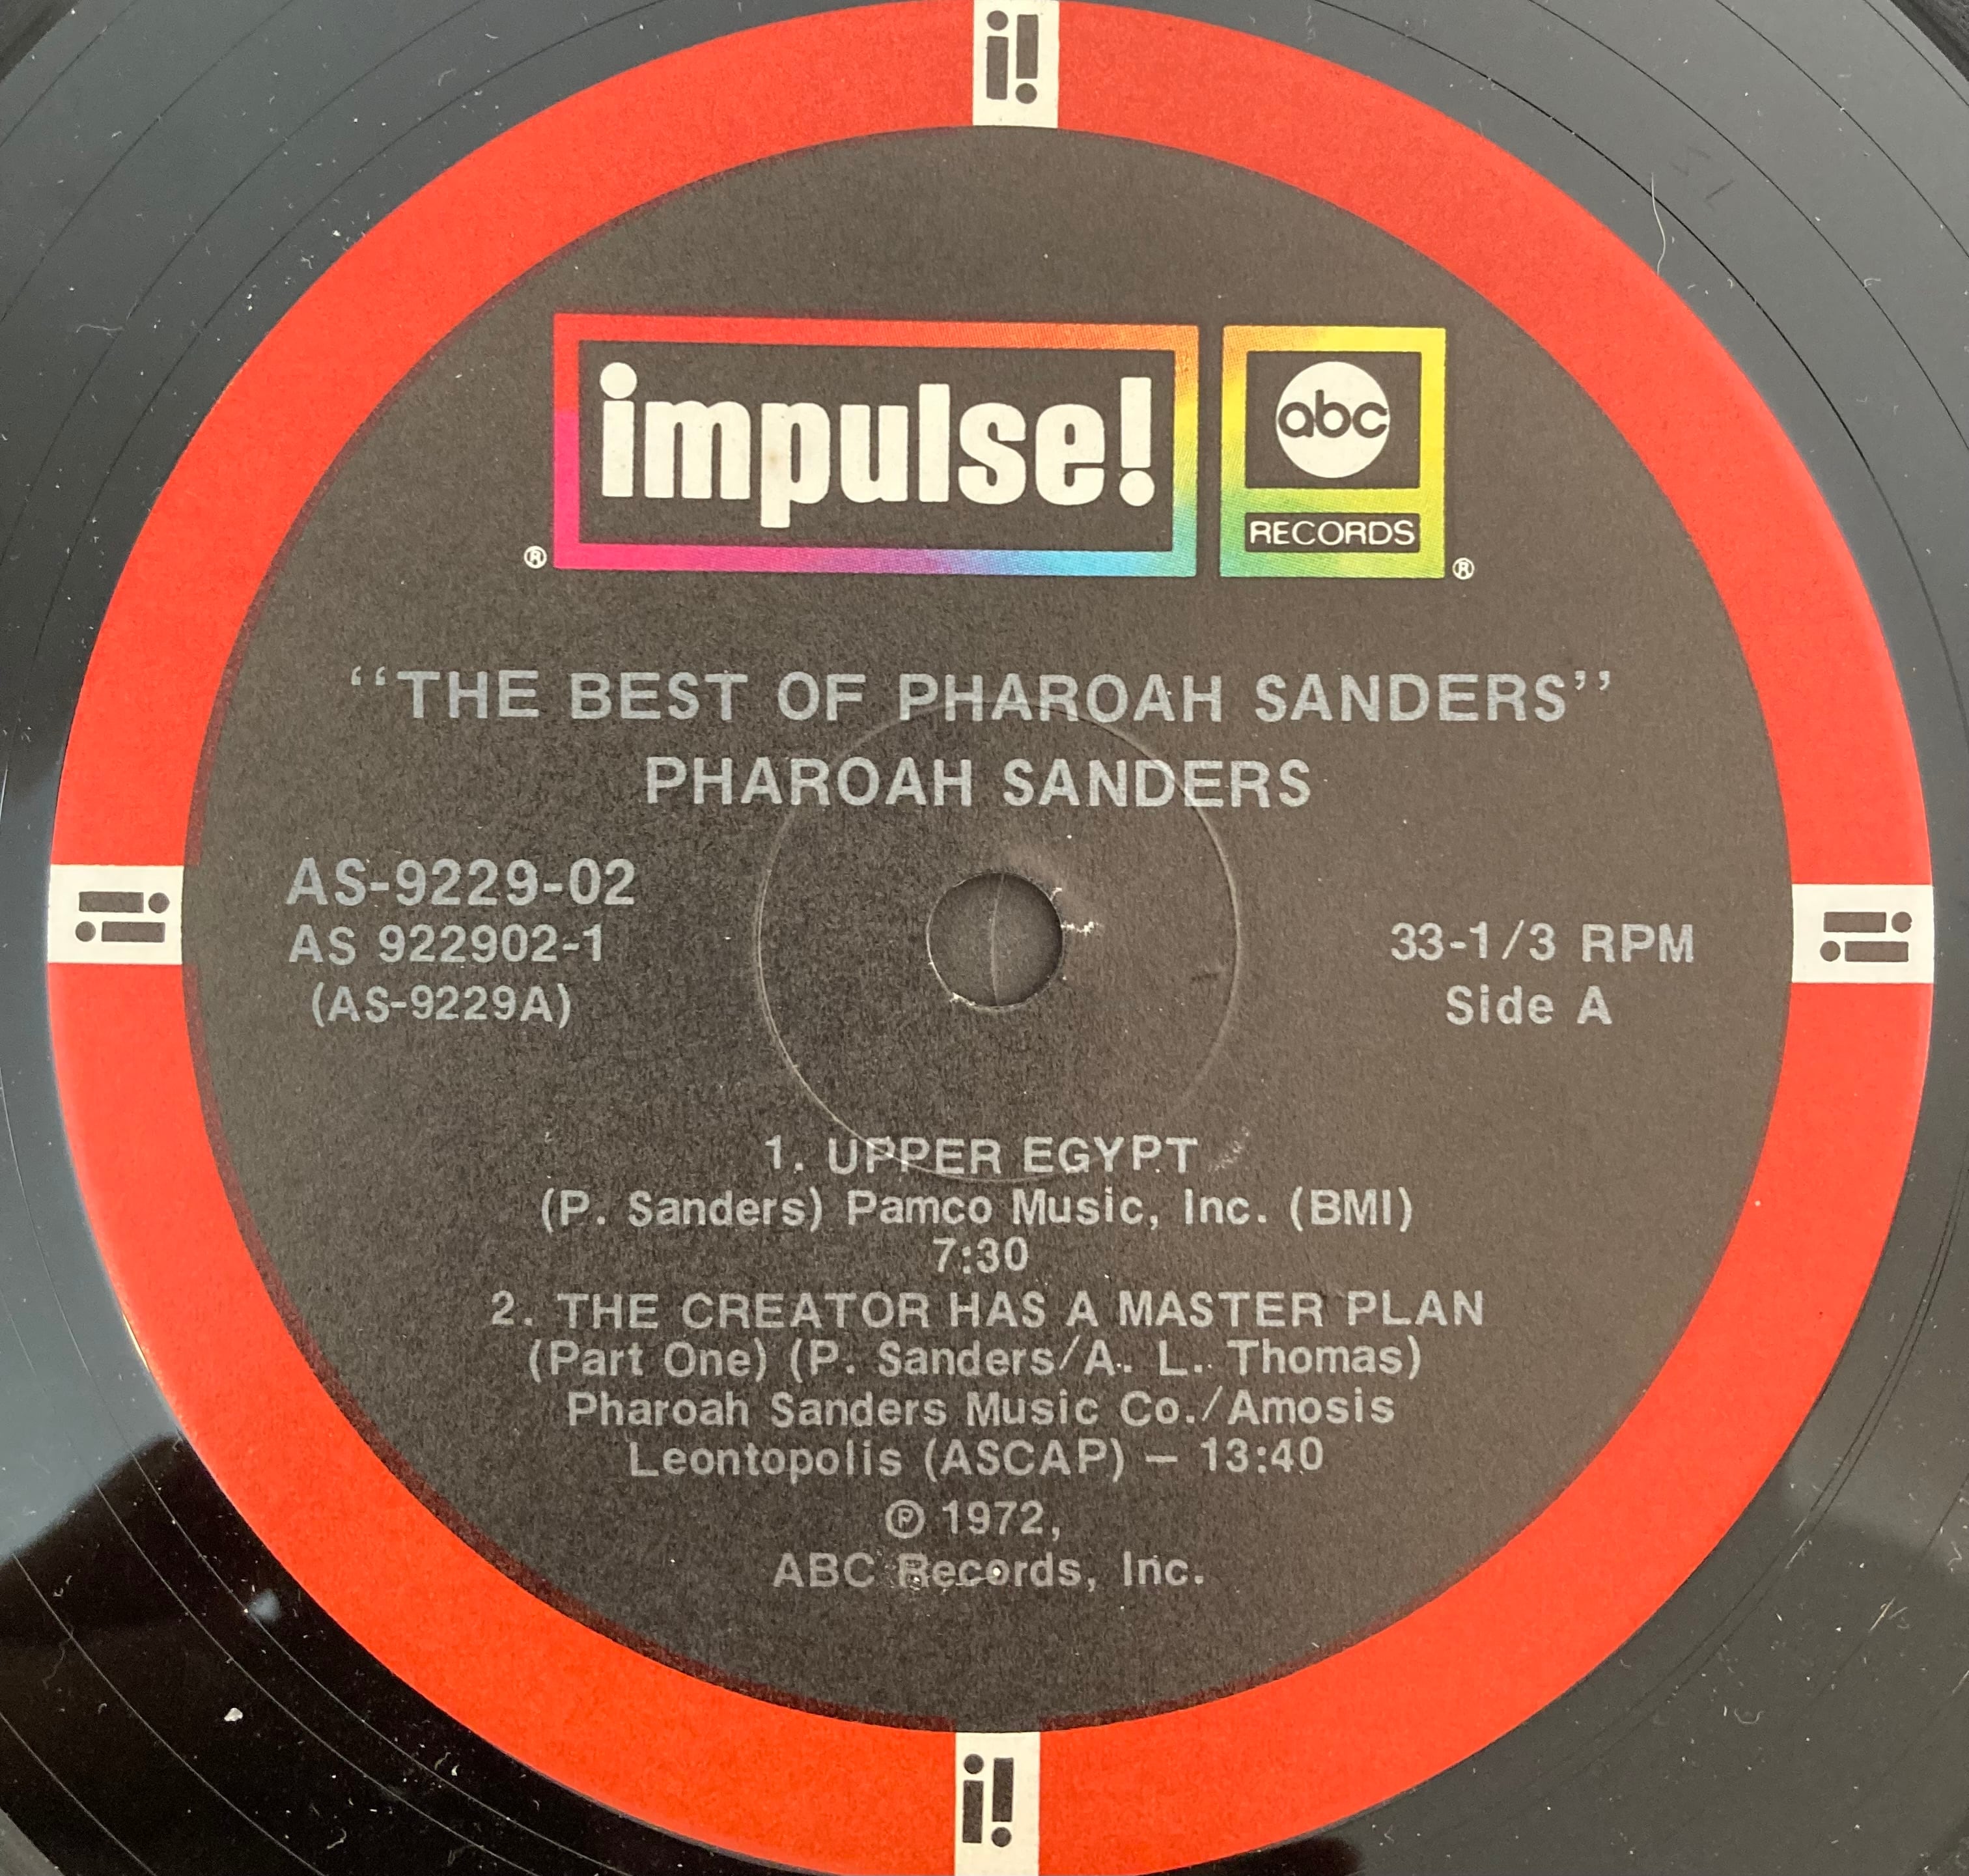 i!
impulse!
abc
RECORDS
®
®
“THE BEST OF PHAROAH SANDERS”
PHAROAH SANDERS
AS-9229-02
AS 922902-1
(AS-9229A)
33-1/3 RPM
Side A
i!
i!
1. UPPER EGYPT
(P. Sanders) Pamco Music, Inc. (BMI)
7:30
2. THE CREATOR HAS A MASTER PLAN
(Part One) (P. Sanders/A. L. Thomas)
Pharoah Sanders Music Co./Amosis
Leontopolis (ASCAP) — 13:40
℗ 1972,
ABC Records, Inc.
i!